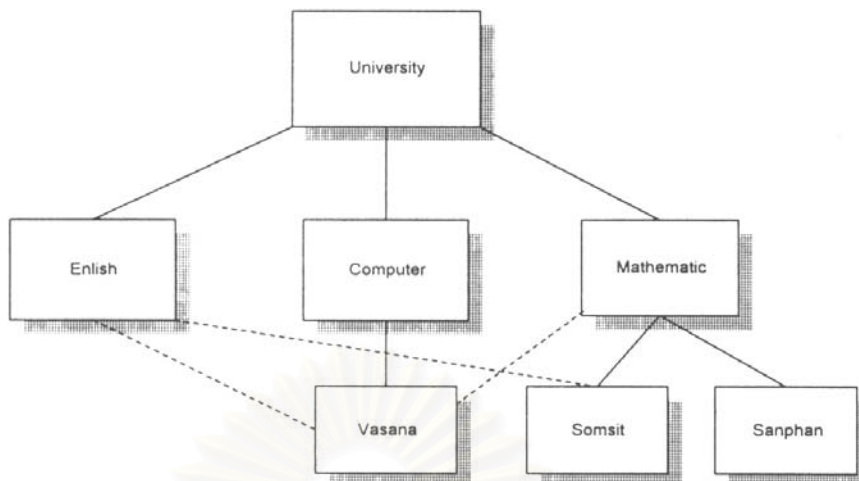 University
Enlish
Computer
Mathematic
Vasana
Somsit
Sanphan